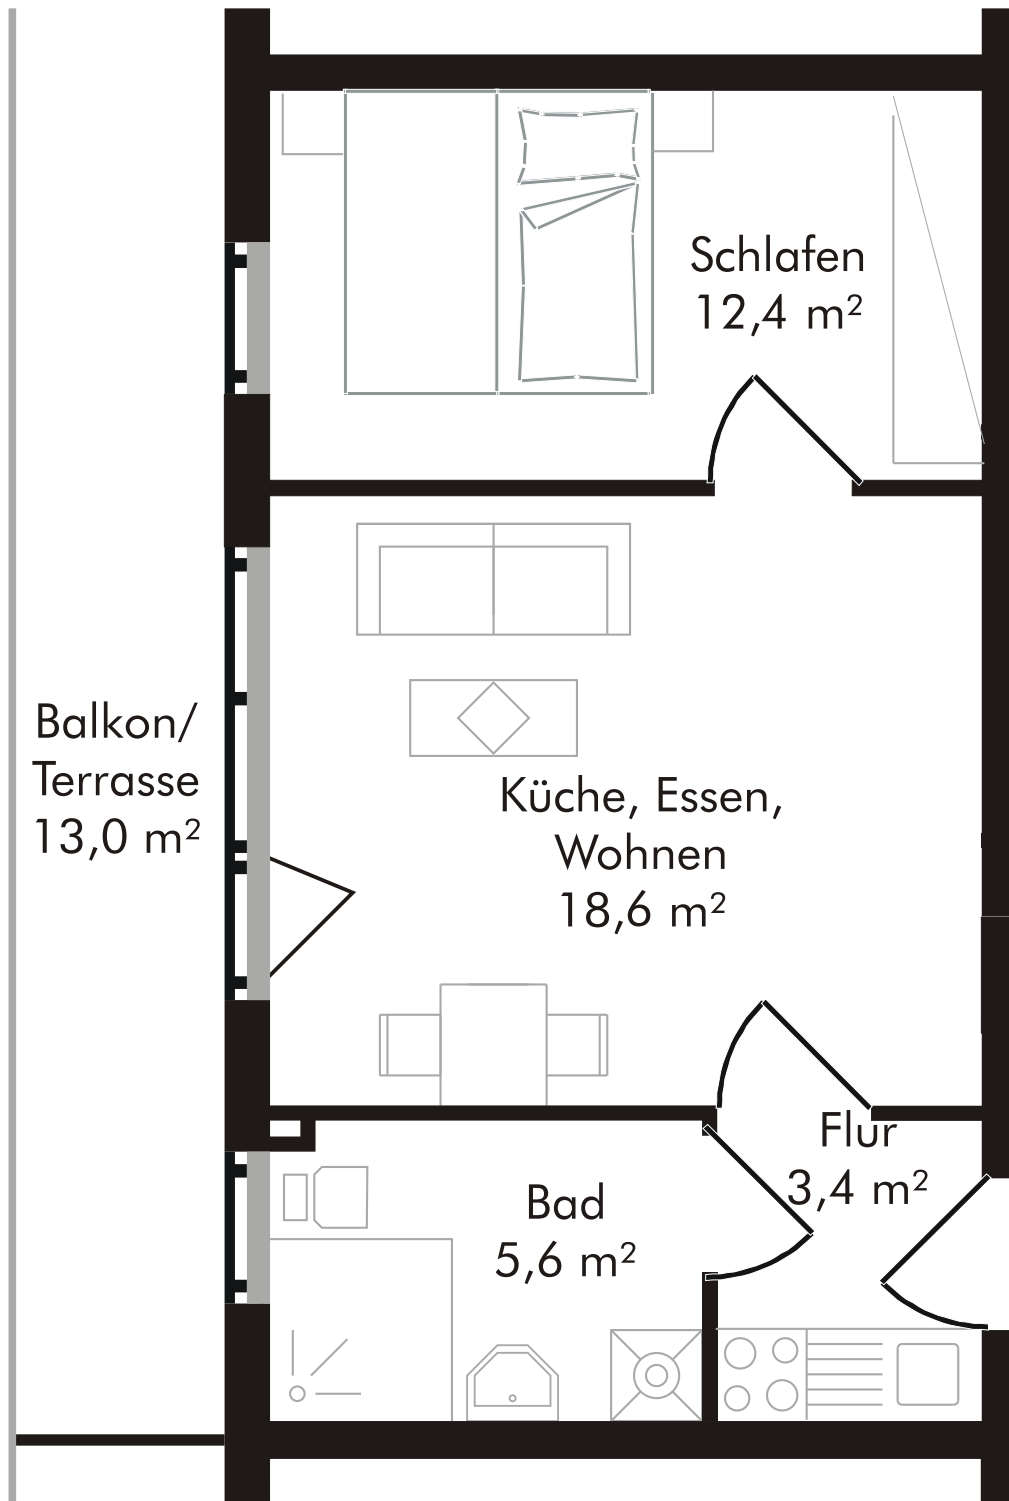 Schlafen
12,4 m²
Balkon/
Terrasse
13,0 m²
Küche, Essen,
Wohnen
18,6 m²
Flur
3,4 m²
Bad
5,6 m²